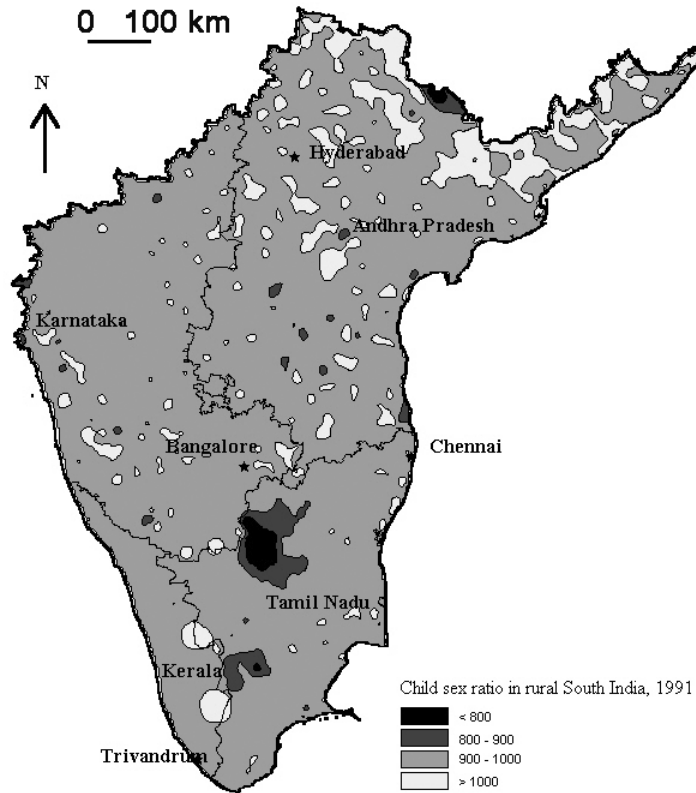 0 100 km
N
Hyderabad
Andhra Pradesh
Karnataka
Bangalore
Chennai
Tamil Nadu
Kerala
Trivandrum
Child sex ratio in rural South India, 1991
< 800
800 - 900
900 - 1000
> 1000